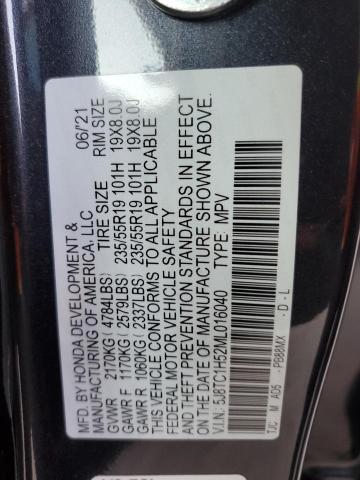 MFD. BY HONDA DEVELOPMENT &
MANUFACTURING OF AMERICA, LLC 06/'21
TIRE SIZE RIM SIZE
GVWR 2170KG ( 4784LBS)
GAWR F 1170KG ( 2579LBS) 235/55R19 101H 19X8.0J
GAWR R 1060KG ( 2337LBS) 235/55R19 101H 19X8.0J
THIS VEHICLE CONFORMS TO ALL APPLICABLE
FEDERAL MOTOR VEHICLE SAFETY
AND THEFT PREVENTION STANDARDS IN EFFECT
ON THE DATE OF MANUFACTURE SHOWN ABOVE.
V.I.N: 5J8TC1H52ML016040 TYPE: MPV
TJC M AD5 -PB88MX - D - L